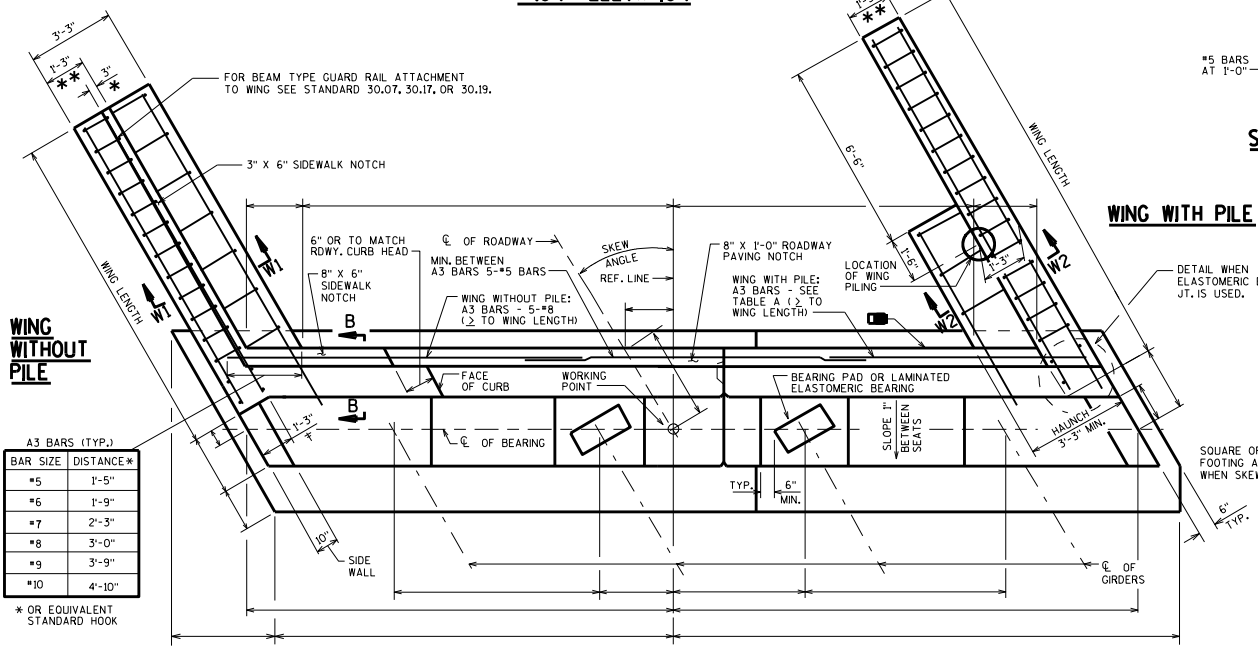 3'-3"
1'-3"
**
3"
*
FOR BEAM TYPE GUARD RAIL ATTACHMENT
TO WING SEE STANDARD 30.07, 30.17, OR 30.19.
3" X 6" SIDEWALK NOTCH
WING LENGTH
W1
W1
WING
WITHOUT
PILE
6" OR TO MATCH
RDWY. CURB HEAD
8" X 6"
SIDEWALK
NOTCH
B
B
℄ OF ROADWAY
MIN. BETWEEN
A3 BARS 5-#5 BARS
WING WITHOUT PILE:
A3 BARS - 5-#8
(≥ TO WING LENGTH)
SKEW
ANGLE
REF. LINE
8" X 1'-0" ROADWAY
PAVING NOTCH
WING WITH PILE:
A3 BARS - SEE
TABLE A (≥ TO
WING LENGTH)
LOCATION
OF WING
PILING
1'-3"
**
6'-6"
1'-6"
1'-3"
WING LENGTH
W2
W2
#5 BARS
AT 1'-0"
S
WING WITH PILE
DETAIL WHEN
ELASTOMERIC
JT. IS USED.
FACE
OF CURB
WORKING
POINT
BEARING PAD OR LAMINATED
ELASTOMERIC BEARING
℄ OF BEARING
SLOPE 1"
BETWEEN
SEATS
HAUNCH
3'-3" MIN.
1'-3"
TYP.
6"
MIN.
SQUARE
FOOTING
WHEN
6"
TYP.
10"
SIDE
WALL
℄ OF
GIRDERS
A3 BARS (TYP.)
BAR SIZE DISTANCE*
#5 1'-5"
#6 1'-9"
#7 2'-3"
#8 3'-0"
#9 3'-9"
#10 4'-10"
* OR EQUIVALENT
STANDARD HOOK